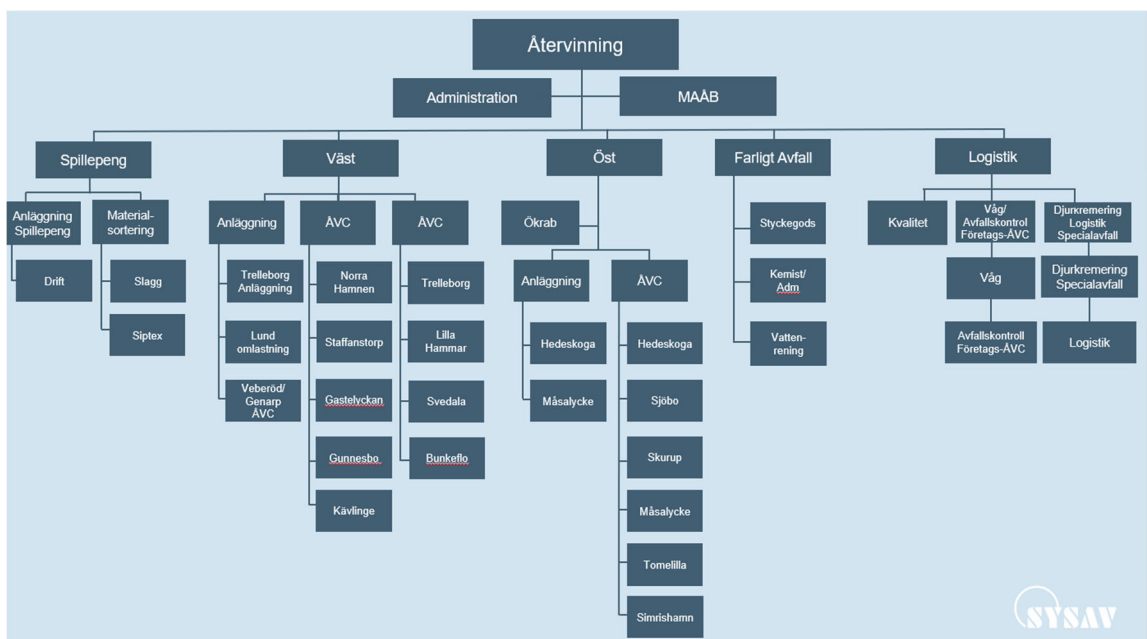 Återvinning
Administration
MAÅB
Spillepeng
Väst
Öst
Farligt Avfall
Logistik
Anläggning
Spillepeng
Material-
sortering
Drift
Slagg
Siptex
Anläggning
ÅVC
ÅVC
Trelleborg
Anläggning
Lund
omlastning
Veberöd/
Genarp
ÅVC
Norra
Hamnen
Staffanstorp
Gastelyckan
Gunnesbo
Kävlinge
Trelleborg
Lilla
Hammar
Svedala
Bunkeflo
Ökrab
Anläggning
ÅVC
Hedeskoga
Måsalycke
Hedeskoga
Sjöbo
Skurup
Måsalycke
Tomelilla
Simrishamn
Styckegods
Kemist/
Adm
Vatten-
rening
Kvalitet
Våg/
Avfallskontrol
Företags-ÅVC
Våg
Avfallskontroll
Företags-ÅVC
Djurkremering
Logistik
Specialavfall
Djurkremering
Specialavfall
Logistik
SYSAV